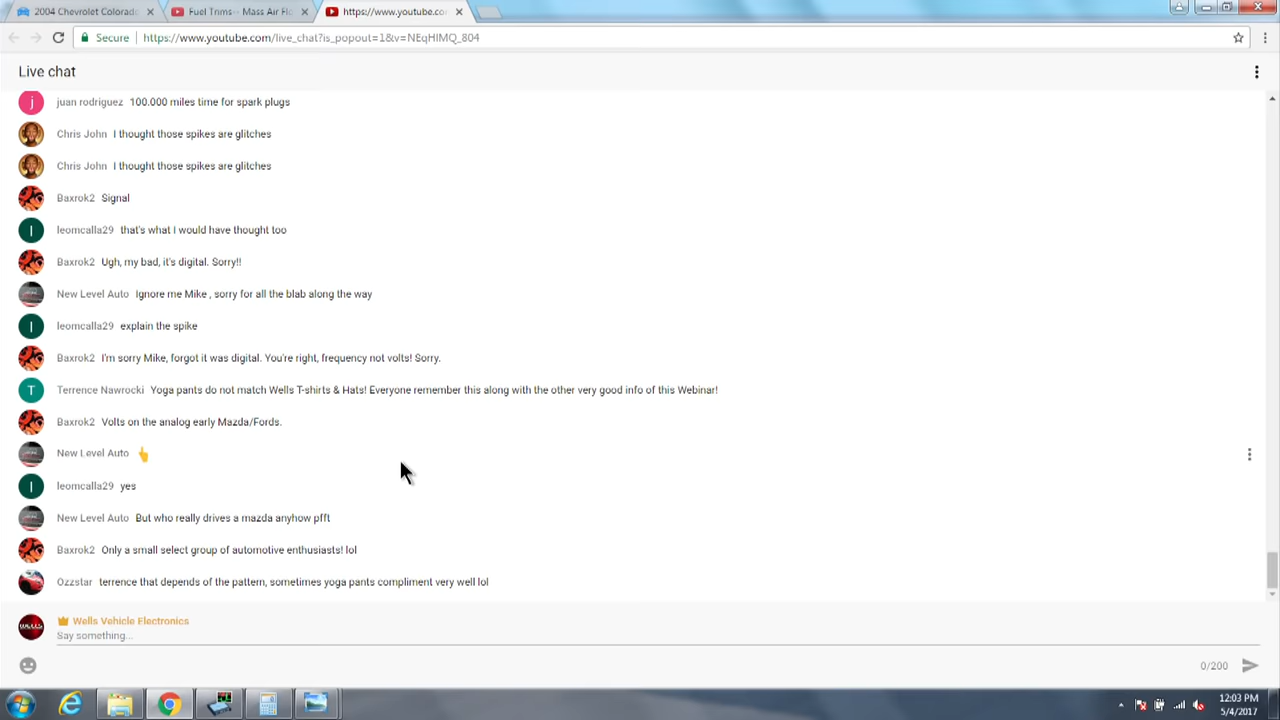 2004 Chevrolet Colorad
Fuel Trims-- Mass Air Flo
https://www.youtube.co
Secure
https://www.youtube.com/live_chat?is_popout=1&v=NEqHIMQ_804
Live chat
juan rodriguez 100.000 miles time for spark plugs
Chris John I thought those spikes are glitches
Chris John I thought those spikes are glitches
Baxrok2 Signal
leomcalla29 that's what I would have thought too
Baxrok2 Ugh, my bad, it's digital. Sorry!!
New Level Auto Ignore me Mike , sorry for all the blab along the way
leomcalla29 explain the spike
Baxrok2 I'm sorry Mike, forgot it was digital. You're right, frequency not volts! Sorry.
Terrence Nawrocki Yoga pants do not match Wells T-shirts & Hats! Everyone remember this along with the other very good info of this Webinar!
Baxrok2 Volts on the analog early Mazda/Fords.
New Level Auto 👆
leomcalla29 yes
New Level Auto But who really drives a mazda anyhow pfft
Baxrok2 Only a small select group of automotive enthusiasts! lol
Ozzstar terrence that depends of the pattern, sometimes yoga pants compliment very well lol
WELLS
Wells Vehicle Electronics
Say something...
0/200
12:03 PM
5/4/2017